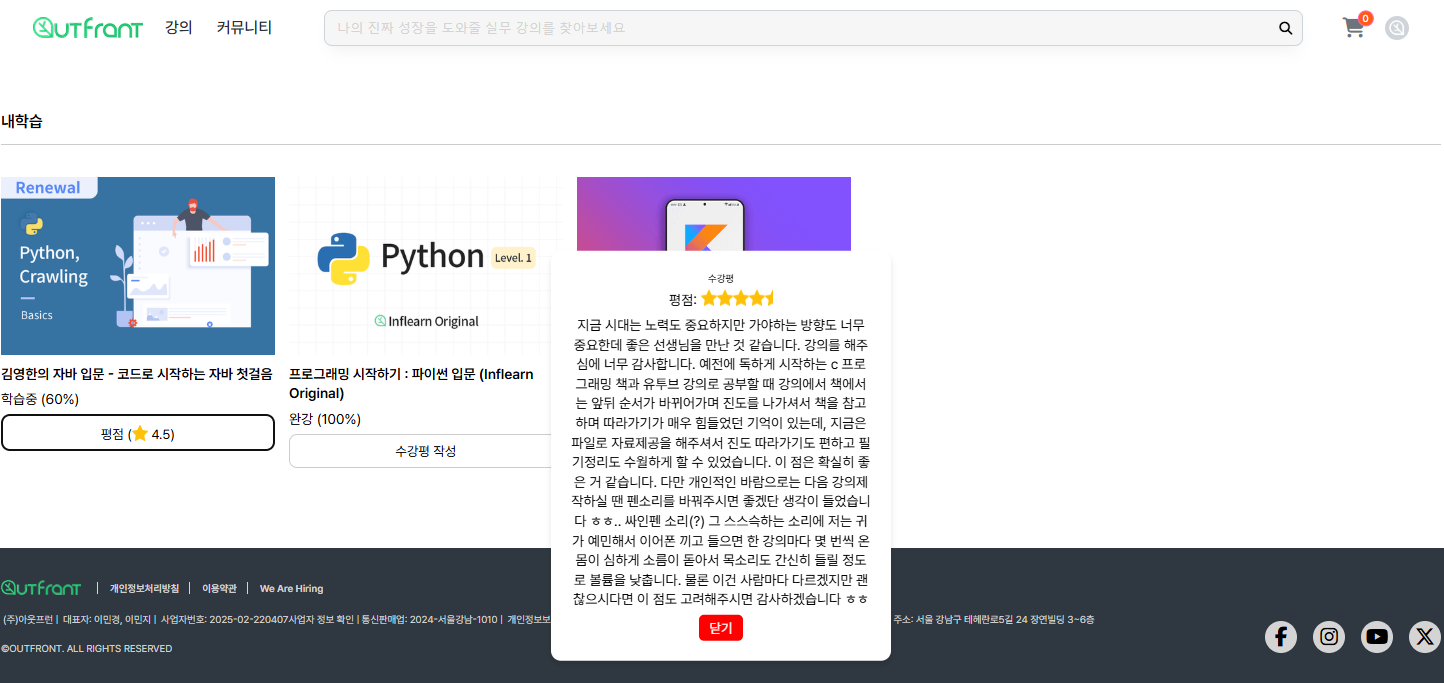 OUTFRANT 강의 커뮤니티 나의 진짜 성장을 도와줄 실무 강의를 찾아보세요 0
내학습
Renewal
Python,
Crawling
Basics
Python Level. 1
Inflearn Original
김영한의 자바 입문 - 코드로 시작하는 자바 첫걸음
학습중 (60%)
평점 (⭐ 4.5)
프로그래밍 시작하기 : 파이썬 입문 (Inflearn
Original)
완강 (100%)
수강평 작성
수강평
평점:
지금 시대는 노력도 중요하지만 가야하는 방향도 너무
중요한데 좋은 선생님을 만난 것 같습니다. 강의를 해주
심에 너무 감사합니다. 예전에 독하게 시작하는 c 프로
그래밍 책과 유투브 강의로 공부할 때 강의에서 책에서
는 앞뒤 순서가 바뀌어가며 진도를 나가셔서 책을 참고
하며 따라가기가 매우 힘들었던 기억이 있는데, 지금은
파일로 자료제공을 해주셔서 진도 따라가기도 편하고 필
기정리도 수월하게 할 수 있었습니다. 이 점은 확실히 좋
은 거 같습니다. 다만 개인적인 바람으로는 다음 강의제
작하실 땐 펜소리를 바꿔주시면 좋겠단 생각이 들었습니
다 ㅎㅎ.. 싸인펜 소리(?) 그 스스슥하는 소리에 저는 귀
가 예민해서 이어폰 끼고 들으면 한 강의마다 몇 번씩 온
몸이 심하게 소름이 돋아서 목소리도 간신히 들릴 정도
로 볼륨을 낮춥니다. 물론 이건 사람마다 다르겠지만 괜
찮으시다면 이 점도 고려해주시면 감사하겠습니다 ㅎㅎ
닫기
OUTFRANT | 개인정보처리방침 | 이용약관 | We Are Hiring
(주)아웃프런 | 대표자: 이민경, 이민지 | 사업자번호: 2025-02-220407사업자 정보 확인 | 통신판매업: 2024-서울강남-1010 | 개인정보보 주소: 서울 강남구 테헤란로5길 24 장연빌딩 3~6층
©OUTFRONT. ALL RIGHTS RESERVED